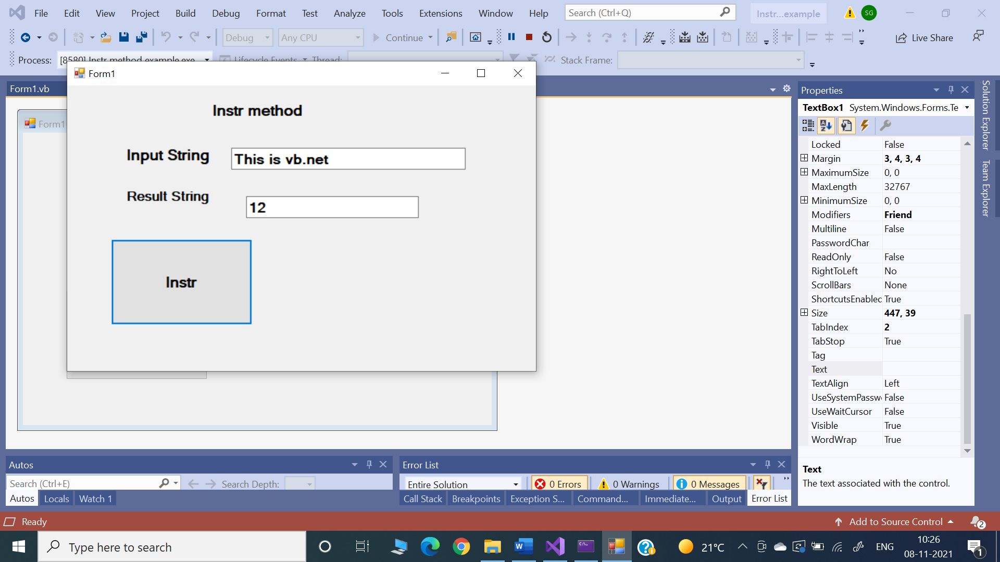 File Edit View Project Build Debug Format Test Analyze Tools Extensions Window Help Search (Ctrl+Q) Instr...example SG
Debug Any CPU Continue Live Share
Process: [8580] Instr method example.exe Lifecycle Events Thread: Stack Frame:
Form1.vb
Form1
Form1
Instr method
Input String This is vb.net
Result String 12
Instr
Properties
TextBox1 System.Windows.Forms.Te
Locked False
Margin 3, 4, 3, 4
MaximumSize 0, 0
MaxLength 32767
MinimumSize 0, 0
Modifiers Friend
Multiline False
PasswordChar
ReadOnly False
RightToLeft No
ScrollBars None
ShortcutsEnabled True
Size 447, 39
TabIndex 2
TabStop True
Tag
Text
TextAlign Left
UseSystemPassw False
UseWaitCursor False
Visible True
WordWrap True
Text
The text associated with the control.
Solution Explorer
Team Explorer
Autos
Search (Ctrl+E) Search Depth:
Autos Locals Watch 1
Error List
Entire Solution 0 Errors 0 Warnings 0 Messages
Call Stack Breakpoints Exception S... Command... Immediate... Output Error List
Ready Add to Source Control 2
Type here to search 21°C ENG 10:26
08-11-2021 1